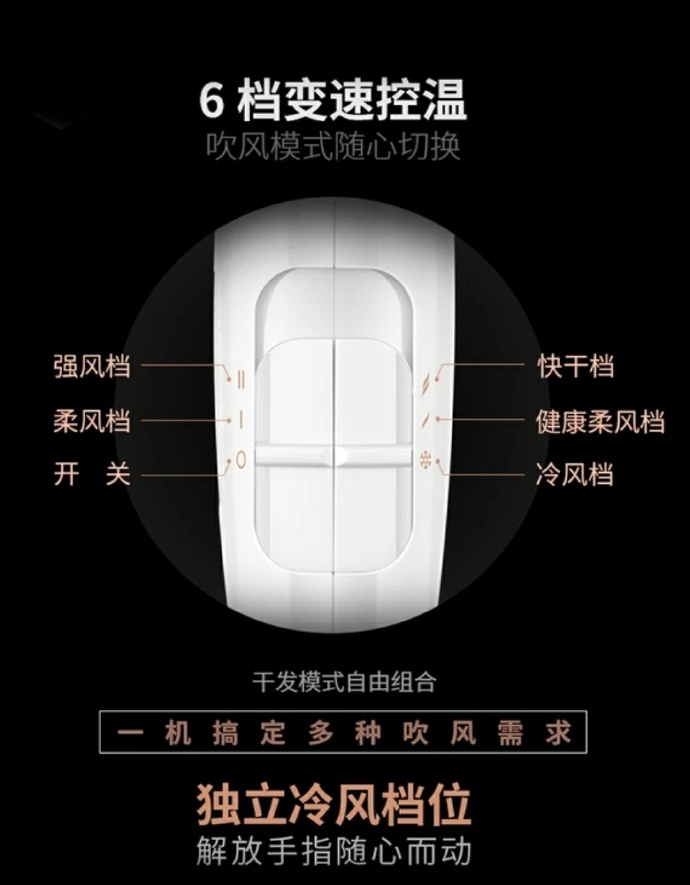 6 档变速控温
吹风模式随心切换
强风档
快干档
柔风档
健康柔风档
开 关
冷风档
干发模式自由组合
一机搞定多种吹风需求
独立冷风档位
解放手指随心而动